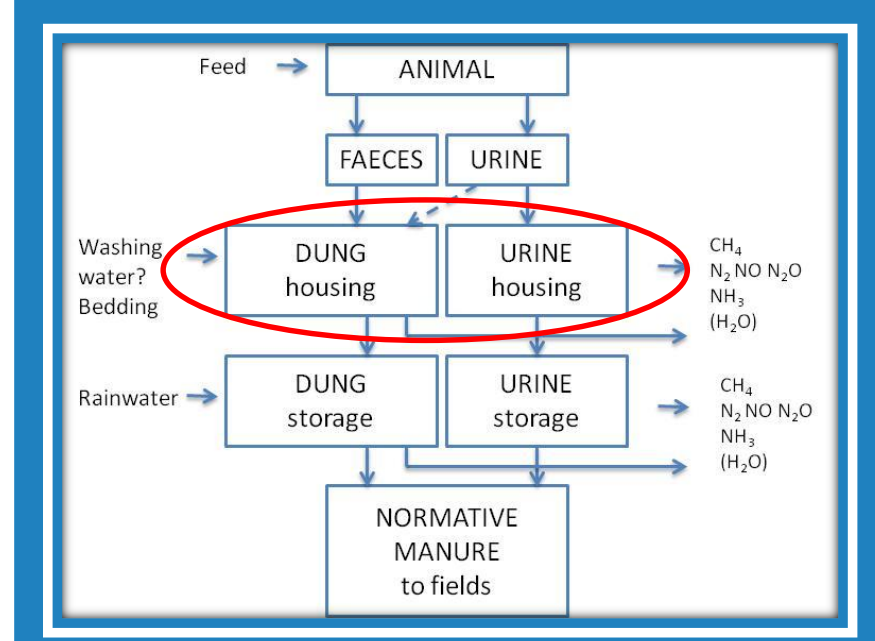 Feed
ANIMAL
FAECES
URINE
Washing
water?
Bedding
DUNG
housing
URINE
housing
CH₄
N₂ NO N₂O
NH₃
(H₂O)
Rainwater
DUNG
storage
URINE
storage
CH₄
N₂ NO N₂O
NH₃
(H₂O)
NORMATIVE
MANURE
to fields